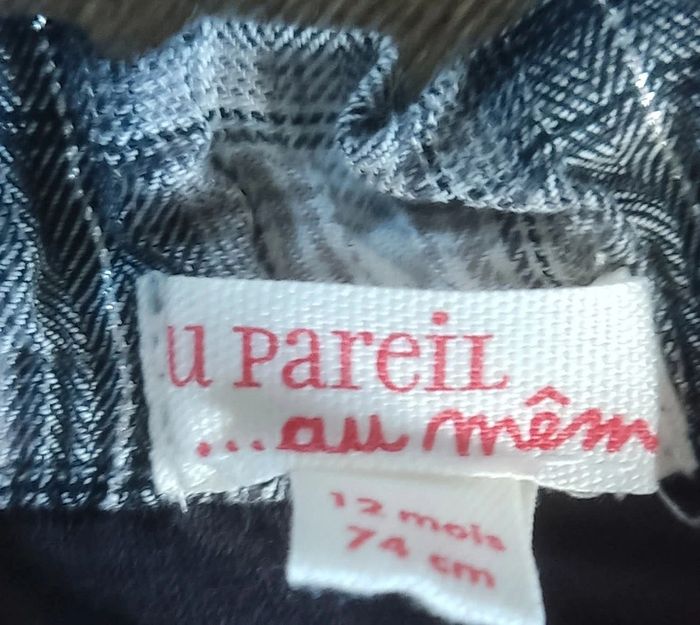 u Pareil
...au mêm
12 mois
74 cm